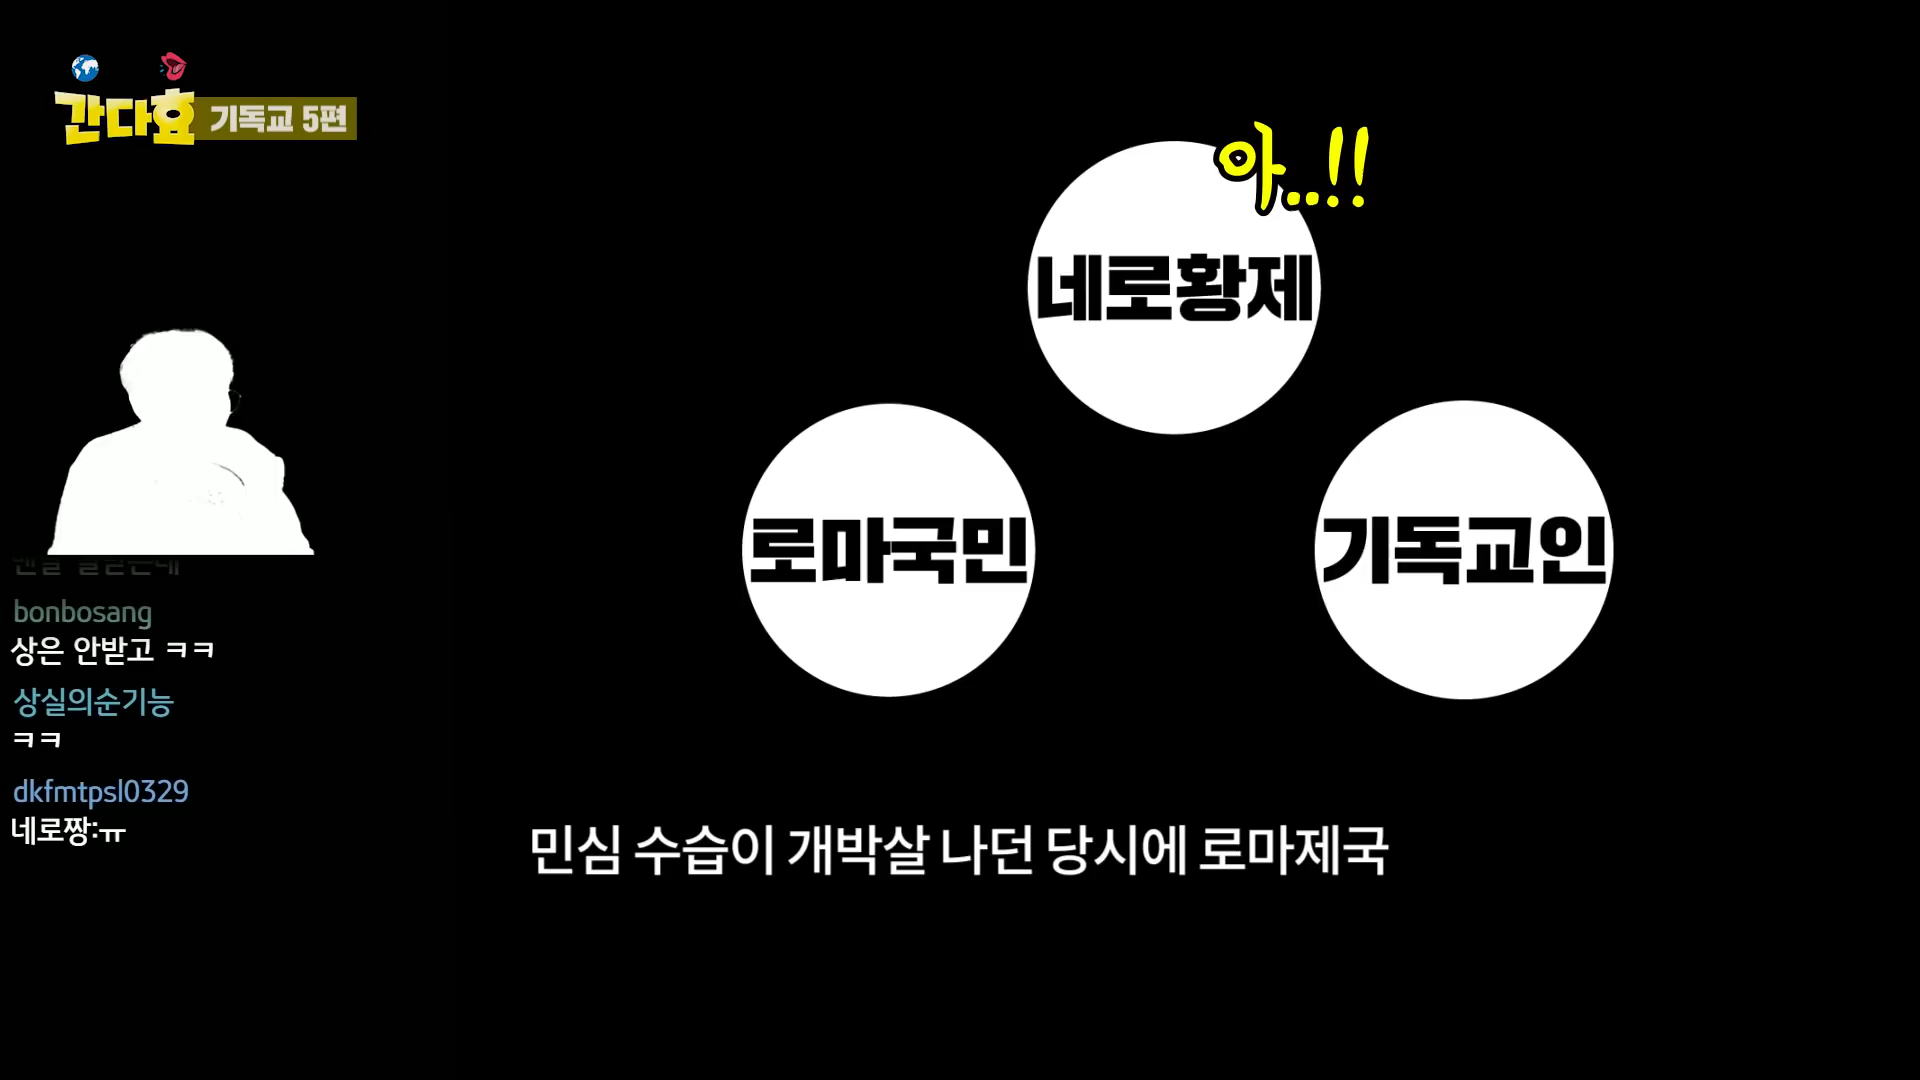 간다효 기독교 5편
아...!!
네로황제
로마국민
기독교인
bonbosang
상은 안받고 ㅋㅋ
상실의순기능
ㅋㅋ
dkfmtpsl0329
네로짱:ㅠ
민심 수습이 개박살 나던 당시에 로마제국